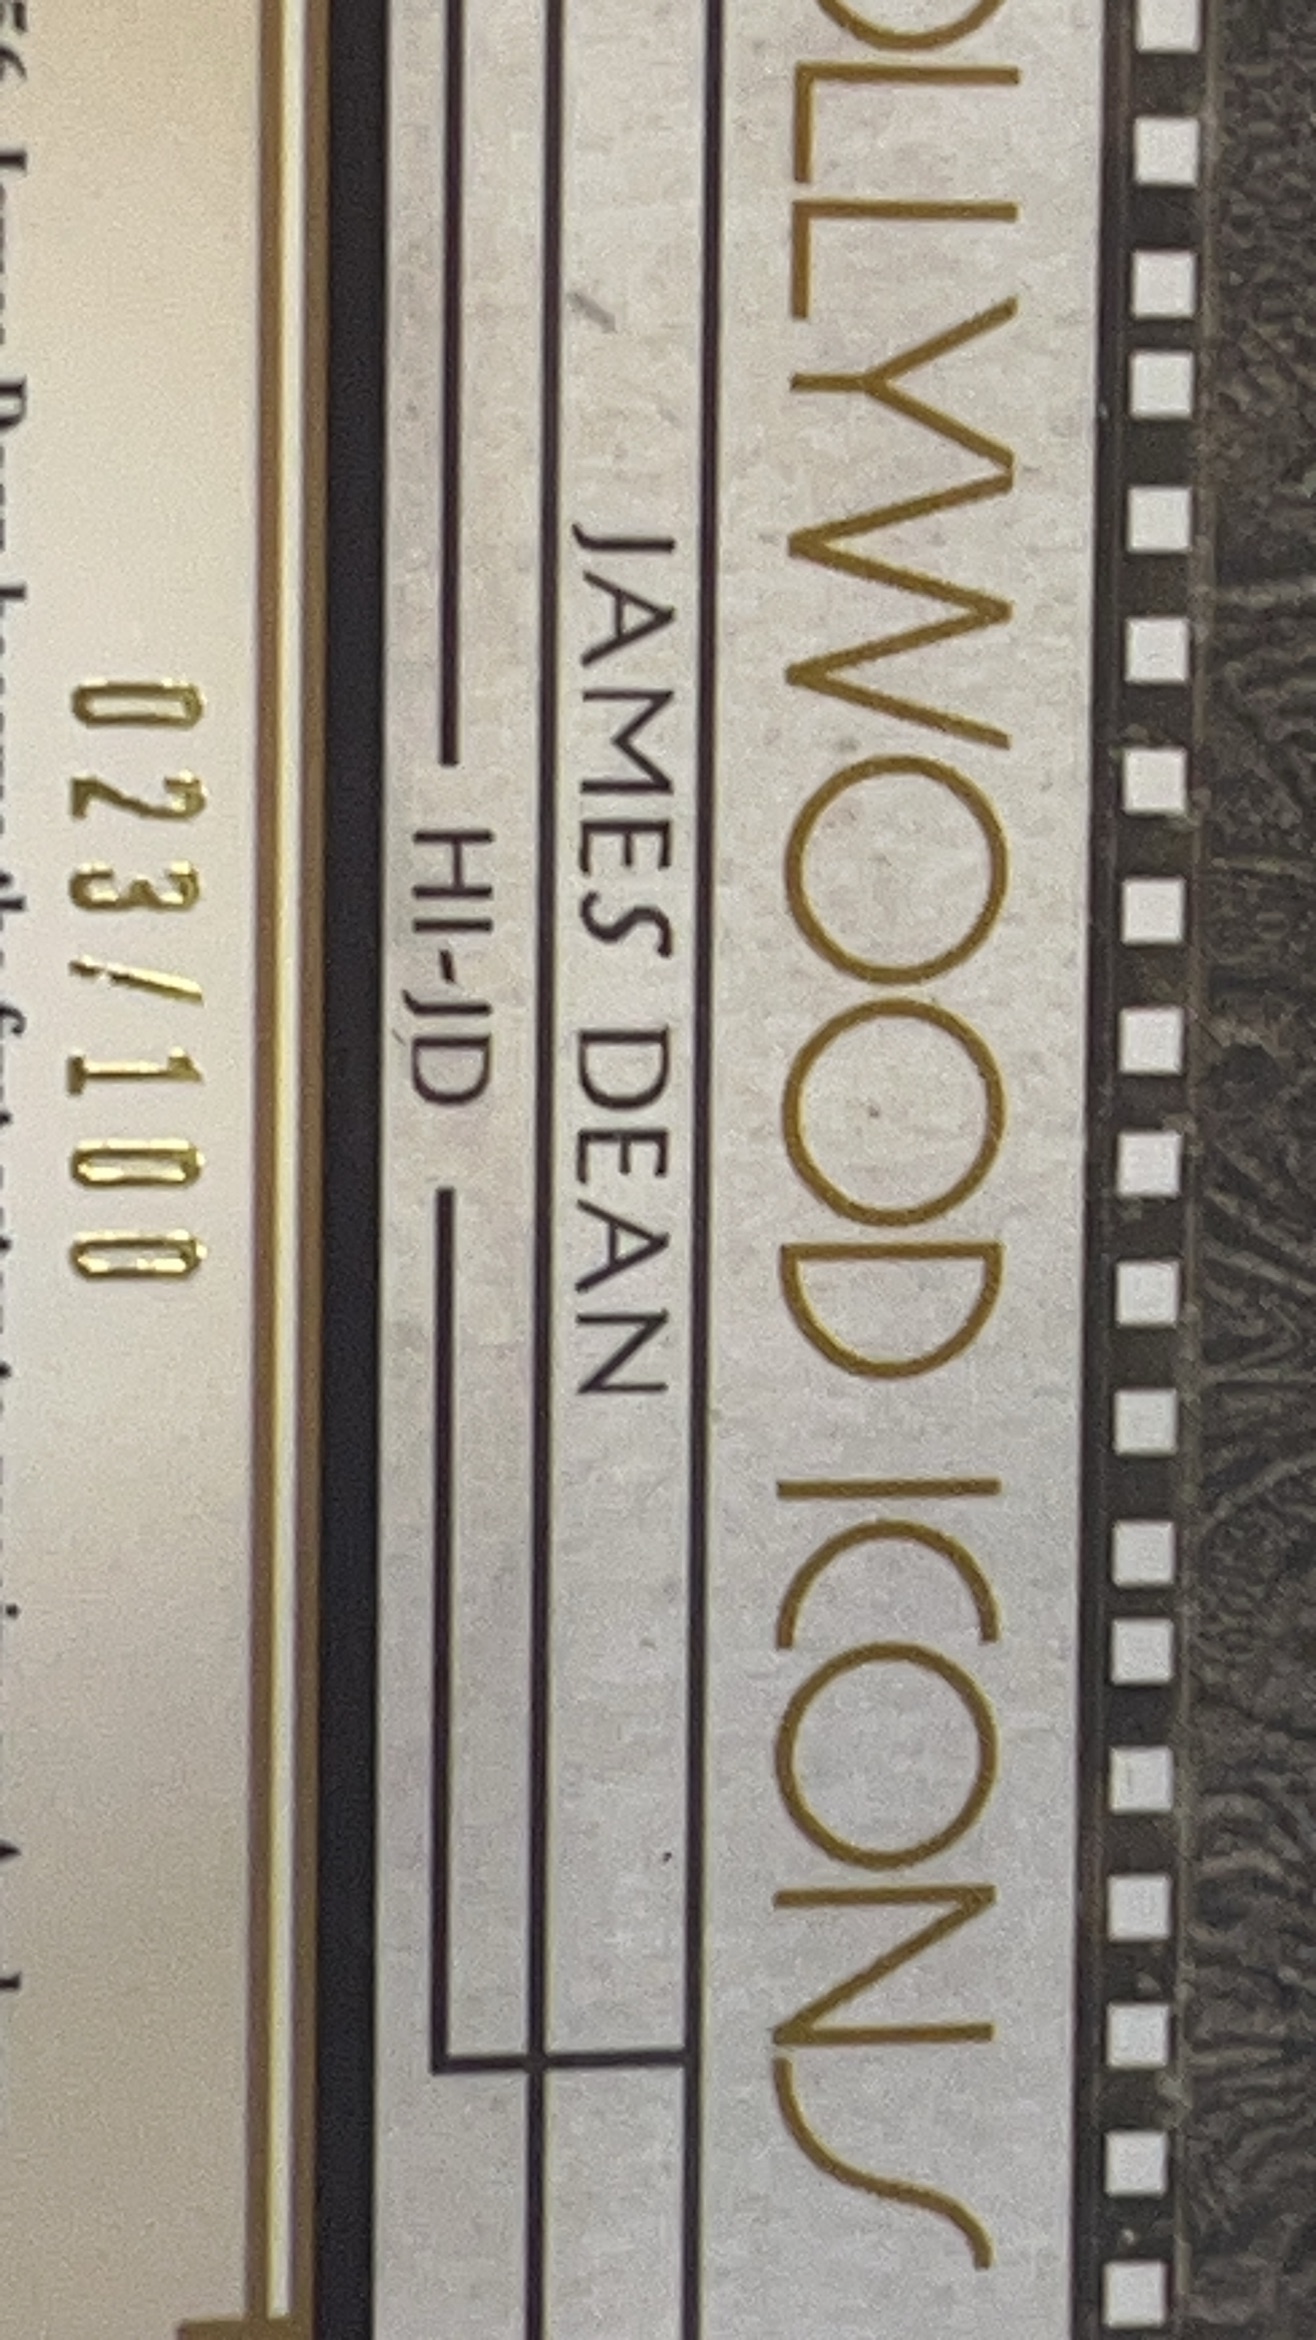 OLLYWOOD ICONS
JAMES DEAN
HI-JD
023/100